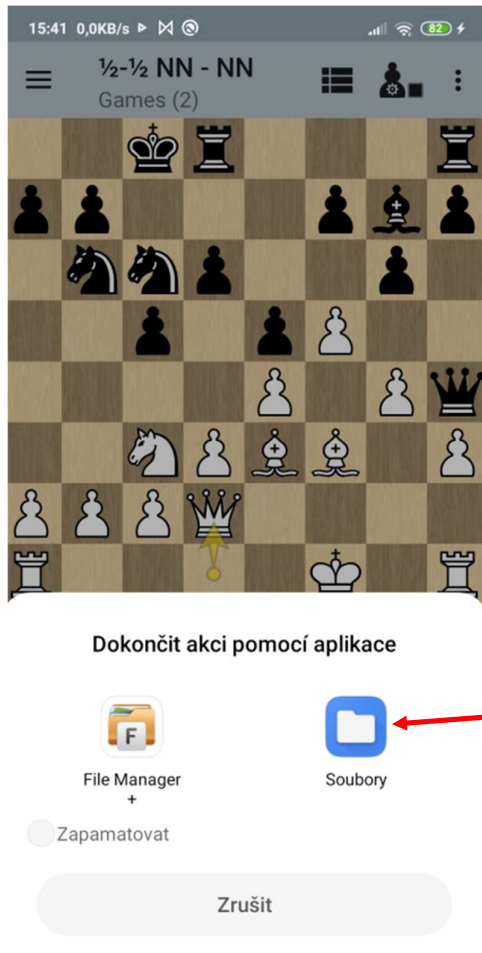 15:41 0,0KB/s
82
½-½ NN - NN
Games (2)
Dokončit akci pomocí aplikace
F
File Manager
+
Soubory
Zapamatovat
Zrušit